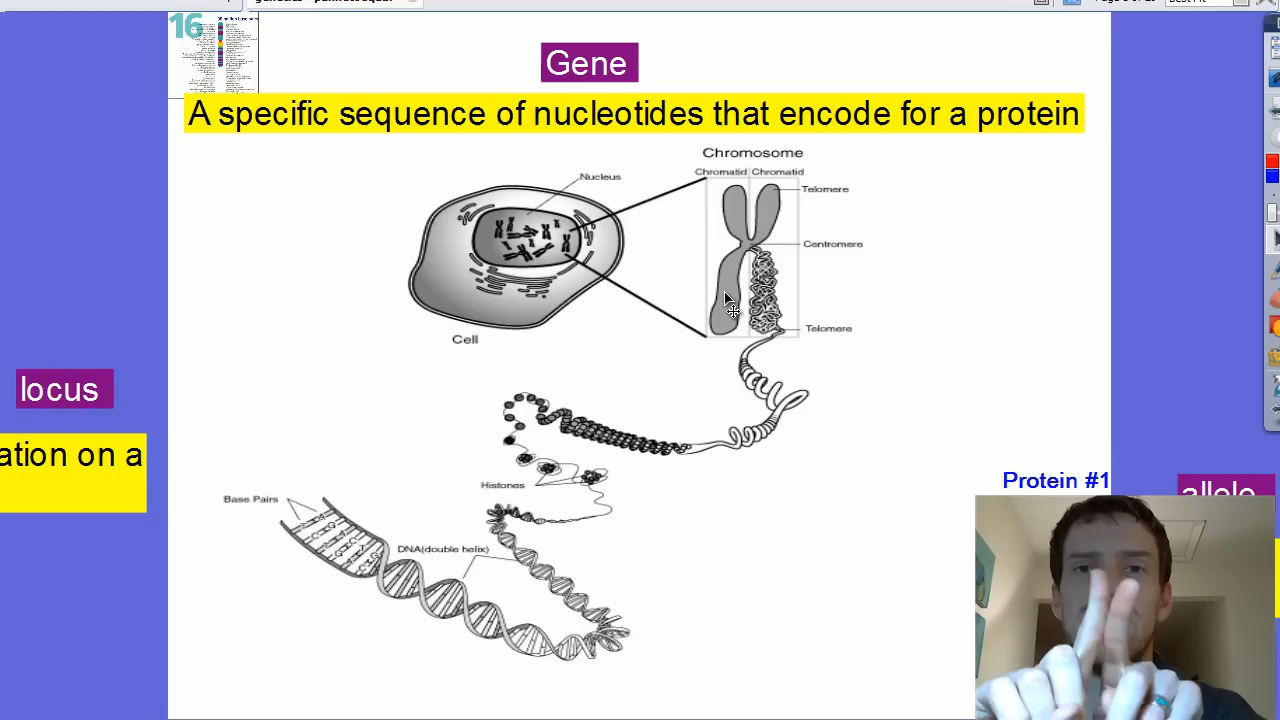 16
Gene
A specific sequence of nucleotides that encode for a protein
Chromosome
Chromatid Chromatid
Nucleus
Telomere
Centromere
Telomere
Cell
locus
ation on a
Histones
Base Pairs
DNA(double helix)
Protein #1
allele